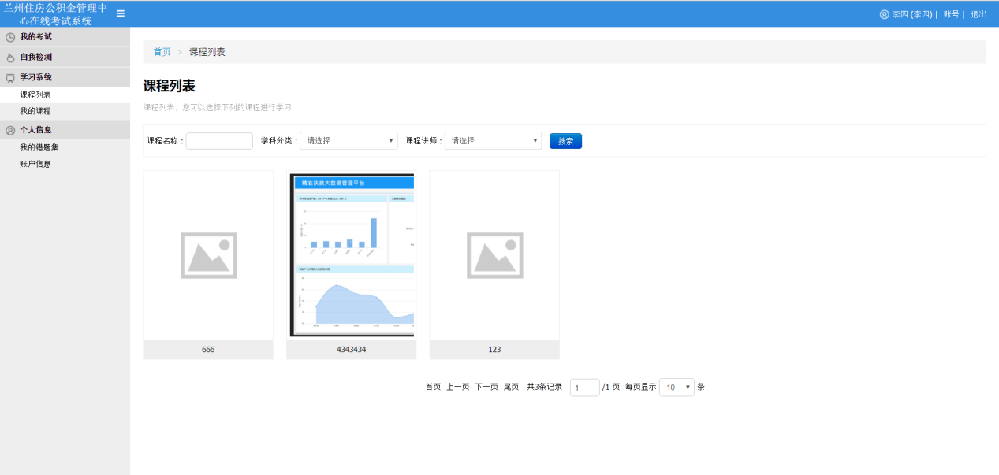 兰州住房公积金管理中
心在线考试系统
李四 (李四) | 账号 | 退出
我的考试
自我检测
学习系统
课程列表
我的课程
个人信息
我的错题集
账户信息
首页 > 课程列表
课程列表
课程列表，您可以选择下列的课程进行学习
课程名称： 学科分类： 请选择 课程讲师： 请选择 搜索
精准扶贫大数据管理平台
666 4343434 123
首页 上一页 下一页 尾页 共3条记录 1 /1 页 每页显示 10 条